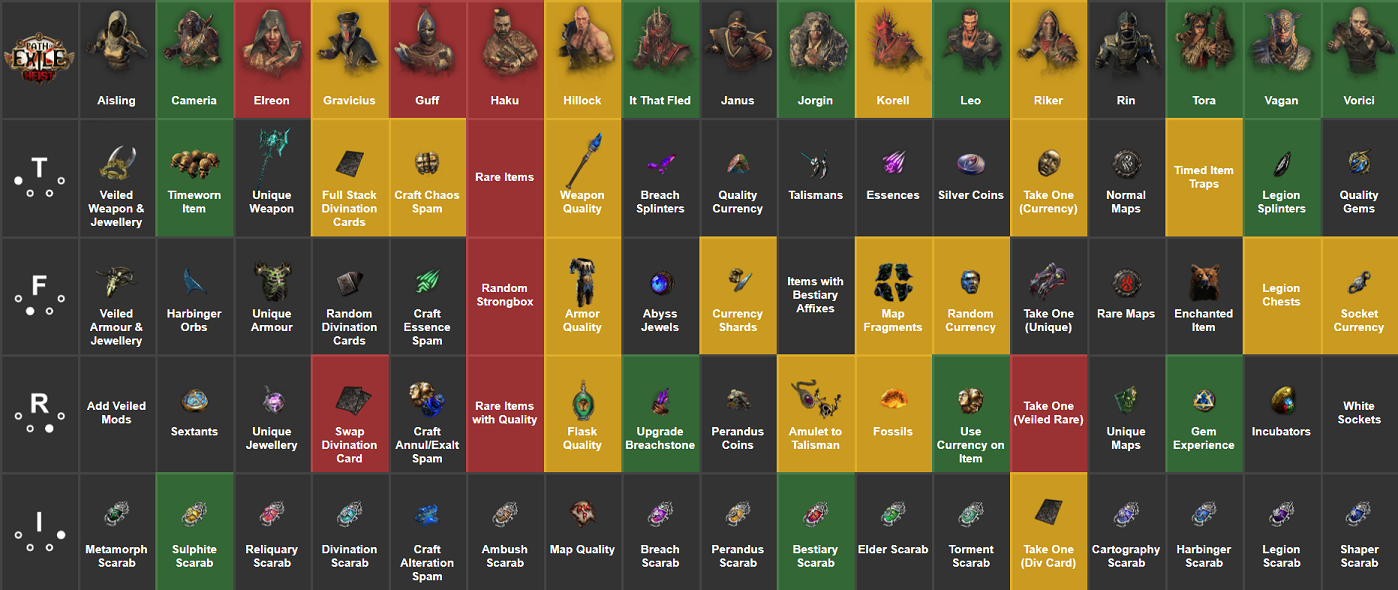 PATH
OF
EXILE
HEIST
Aisling
Cameria
Elreon
Gravicius
Guff
Haku
Hillock
It That Fled
Janus
Jorgin
Korell
Leo
Riker
Rin
Tora
Vagan
Vorici
T
Veiled
Weapon &
Jewellery
Timeworn
Item
Unique
Weapon
Full Stack
Divination
Cards
Craft Chaos
Spam
Rare Items
Weapon
Quality
Breach
Splinters
Quality
Currency
Talismans
Essences
Silver Coins
Take One
(Currency)
Normal
Maps
Timed Item
Traps
Legion
Splinters
Quality
Gems
F
Veiled
Armour &
Jewellery
Harbinger
Orbs
Unique
Armour
Random
Divination
Cards
Craft
Essence
Spam
Random
Strongbox
Armor
Quality
Abyss
Jewels
Currency
Shards
Items with
Bestiary
Affixes
Map
Fragments
Random
Currency
Take One
(Unique)
Rare Maps
Enchanted
Item
Legion
Chests
Socket
Currency
R
Add Veiled
Mods
Sextants
Unique
Jewellery
Swap
Divination
Card
Craft
Annul/Exalt
Spam
Rare Items
with Quality
Flask
Quality
Upgrade
Breachstone
Perandus
Coins
Amulet to
Talisman
Fossils
Use
Currency on
Item
Take One
(Veiled Rare)
Unique
Maps
Gem
Experience
Incubators
White
Sockets
I
Metamorph
Scarab
Sulphite
Scarab
Reliquary
Scarab
Divination
Scarab
Craft
Alteration
Spam
Ambush
Scarab
Map Quality
Breach
Scarab
Perandus
Scarab
Bestiary
Scarab
Elder Scarab
Torment
Scarab
Take One
(Div Card)
Cartography
Scarab
Harbinger
Scarab
Legion
Scarab
Shaper
Scarab